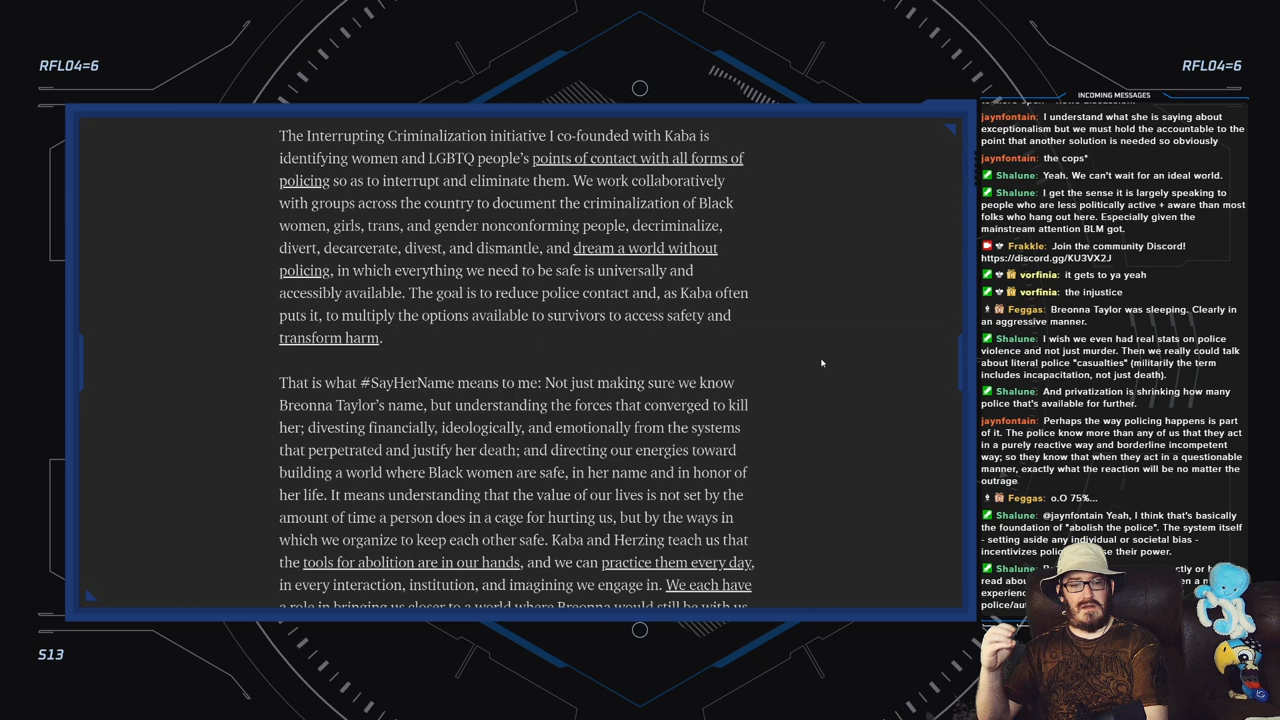 RFL04=6
RFL04=6
The Interrupting Criminalization initiative I co-founded with Kaba is
identifying women and LGBTQ people's points of contact with all forms of
policing so as to interrupt and eliminate them. We work collaboratively
with groups across the country to document the criminalization of Black
women, girls, trans, and gender nonconforming people, decriminalize,
divert, decarcerate, divest, and dismantle, and dream a world without
policing, in which everything we need to be safe is universally and
accessibly available. The goal is to reduce police contact and, as Kaba often
puts it, to multiply the options available to survivors to access safety and
transform harm.
That is what #SayHerName means to me: Not just making sure we know
Breonna Taylor's name, but understanding the forces that converged to kill
her; divesting financially, ideologically, and emotionally from the systems
that perpetrated and justify her death; and directing our energies toward
building a world where Black women are safe, in her name and in honor of
her life. It means understanding that the value of our lives is not set by the
amount of time a person does in a cage for hurting us, but by the ways in
which we organize to keep each other safe. Kaba and Herzing teach us that
the tools for abolition are in our hands, and we can practice them every day,
in every interaction, institution, and imagining we engage in. We each have
a role in bringing us closer to a world where Breonna would still be with us
S13
INCOMING MESSAGES
jaynfontain: I understand what she is saying about
exceptionalism but we must hold the accountable to the
point that another solution is needed so obviously
jaynfontain: the cops*
Shalune: Yeah. We can't wait for an ideal world.
Shalune: I get the sense it is largely speaking to
people who are less politically active + aware than most
folks who hang out here. Especially given the
mainstream attention BLM got.
Frakkle: Join the community Discord!
https://discord.gg/KU3VX2J
vorfinia: it gets to ya yeah
vorfinia: the injustice
Feggas: Breonna Taylor was sleeping. Clearly in
an aggressive manner.
Shalune: I wish we even had real stats on police
violence and not just murder. Then we really could talk
about literal police "casualties" (militarily the term
includes incapacitation, not just death).
Shalune: And privatization is shrinking how many
police that's available for further.
jaynfontain: Perhaps the way policing happens is part
of it. The police know more than any of us that they act
in a purely reactive way and borderline incompetent
way; so they know that when they act in a questionable
manner, exactly what the reaction will be no matter the
outrage
Feggas: o.O 75%...
Shalune: @jaynfontain Yeah, I think that's basically
the foundation of "abolish the police". The system itself
- setting aside any individual or societal bias -
incentivizes their power.
Shalune:
read